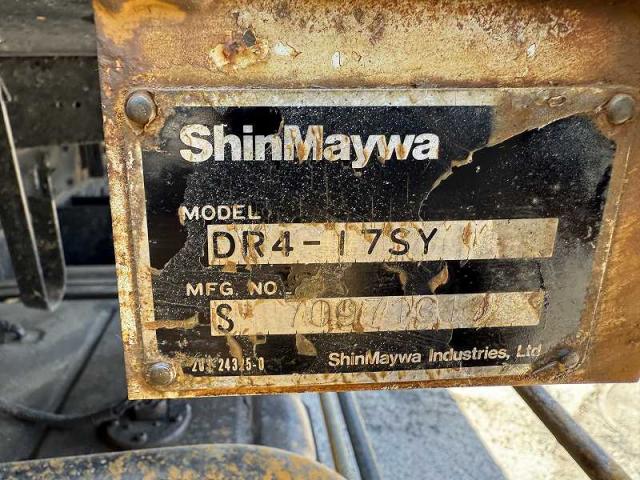 ShinMaywa
MODEL
DR4-17SY
MFG. NO.
S
ShinMaywa Industries, Ltd